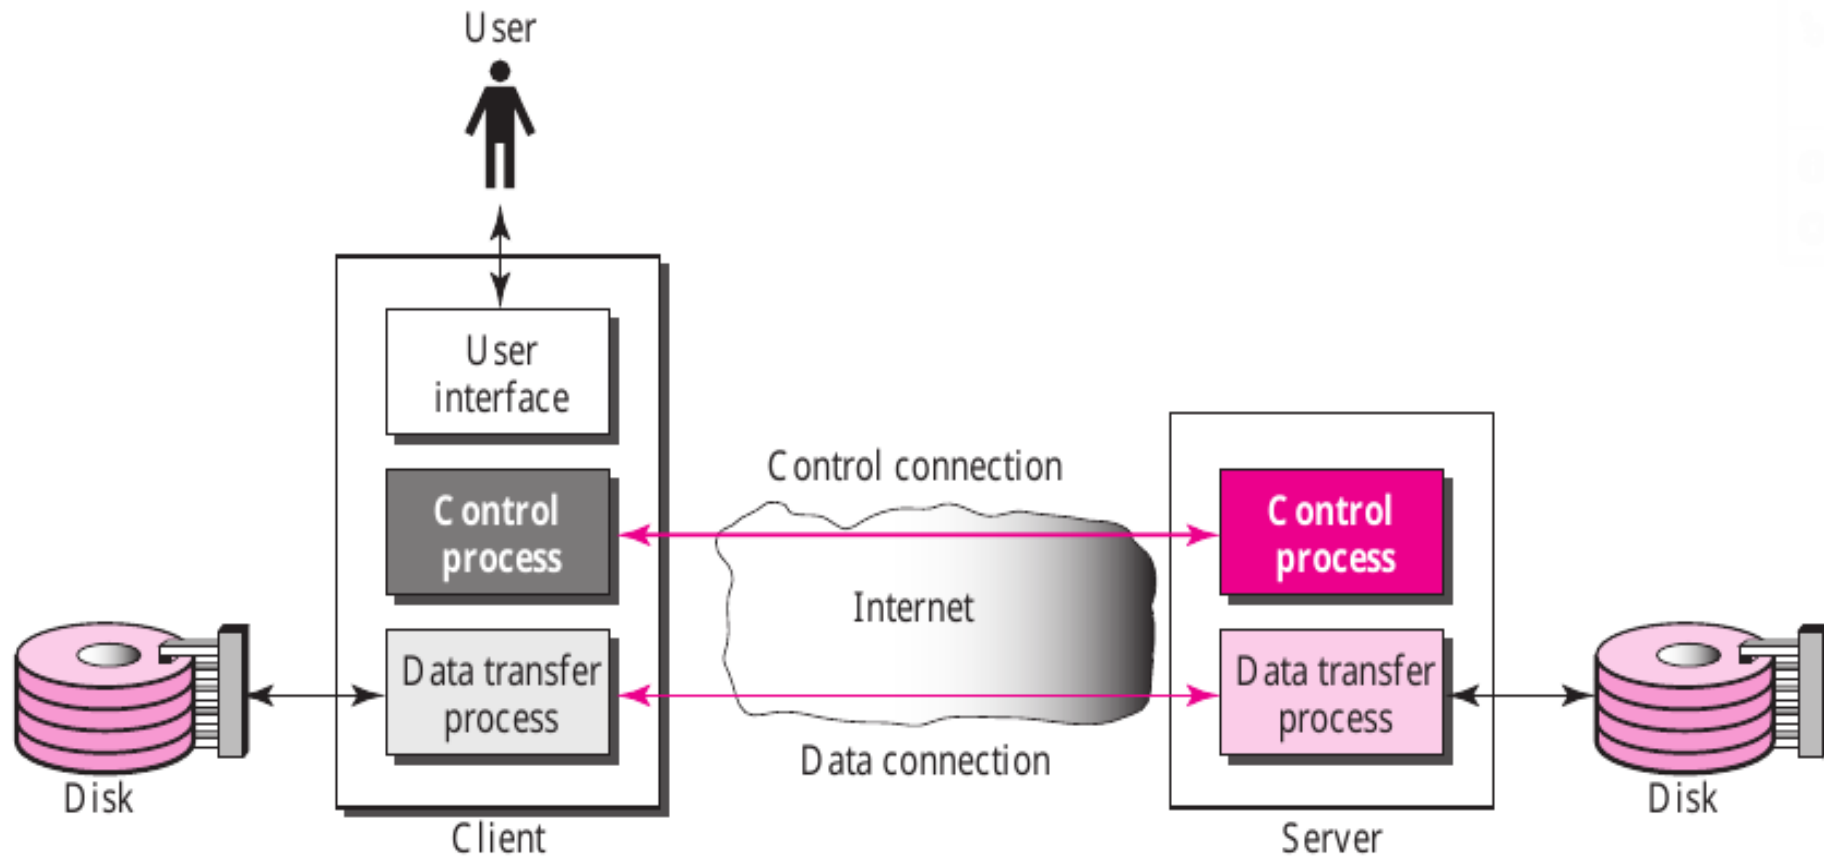 User
User
interface
Control connection
Control
process
Control
process
Internet
Data transfer
process
Data transfer
process
Data connection
Disk
Disk
Client
Server